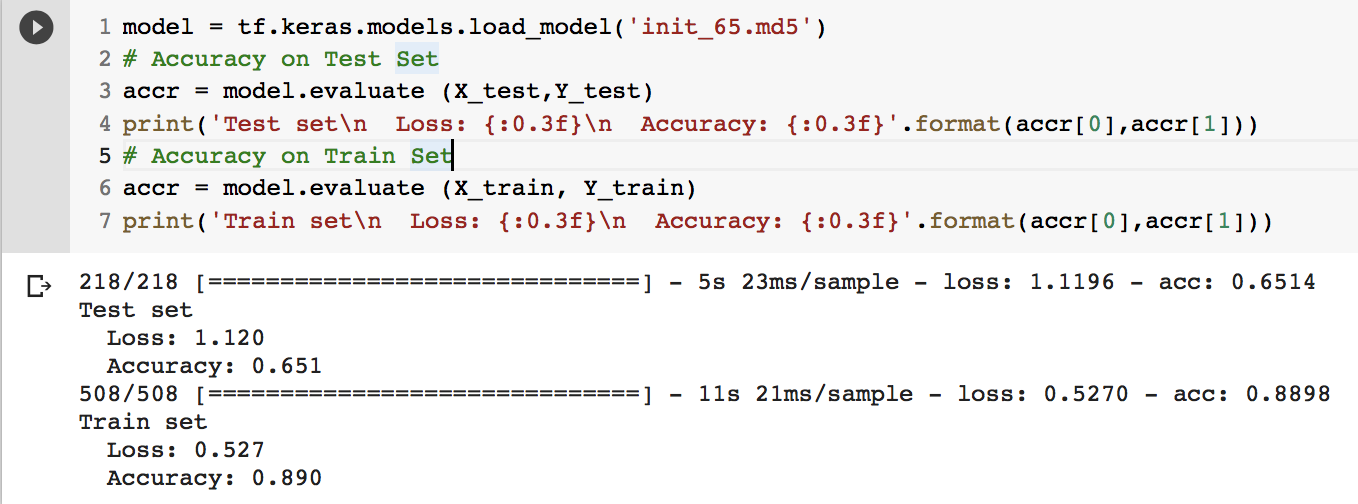 1 model = tf.keras.models.load_model('init_65.md5')
2 # Accuracy on Test Set
3 accr = model.evaluate (X_test,Y_test)
4 print('Test set\n  Loss: {:0.3f}\n  Accuracy: {:0.3f}'.format(accr[0],accr[1]))
5 # Accuracy on Train Set
6 accr = model.evaluate (X_train, Y_train)
7 print('Train set\n  Loss: {:0.3f}\n  Accuracy: {:0.3f}'.format(accr[0],accr[1]))
218/218 [==============================] - 5s 23ms/sample - loss: 1.1196 - acc: 0.6514
Test set
  Loss: 1.120
  Accuracy: 0.651
508/508 [==============================] - 11s 21ms/sample - loss: 0.5270 - acc: 0.8898
Train set
  Loss: 0.527
  Accuracy: 0.890